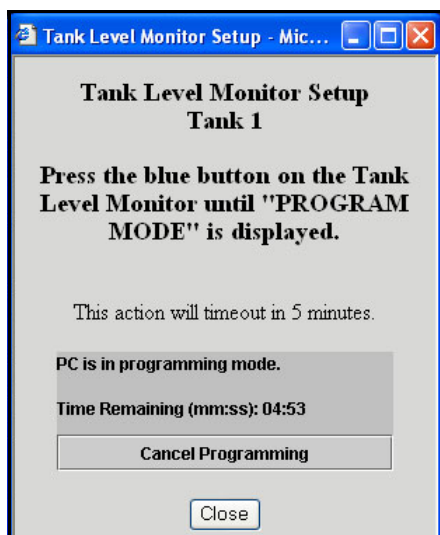 Tank Level Monitor Setup - Mic...
Tank Level Monitor Setup
Tank 1
Press the blue button on the Tank
Level Monitor until "PROGRAM
MODE" is displayed.
This action will timeout in 5 minutes.
PC is in programming mode.
Time Remaining (mm:ss): 04:53
Cancel Programming
Close